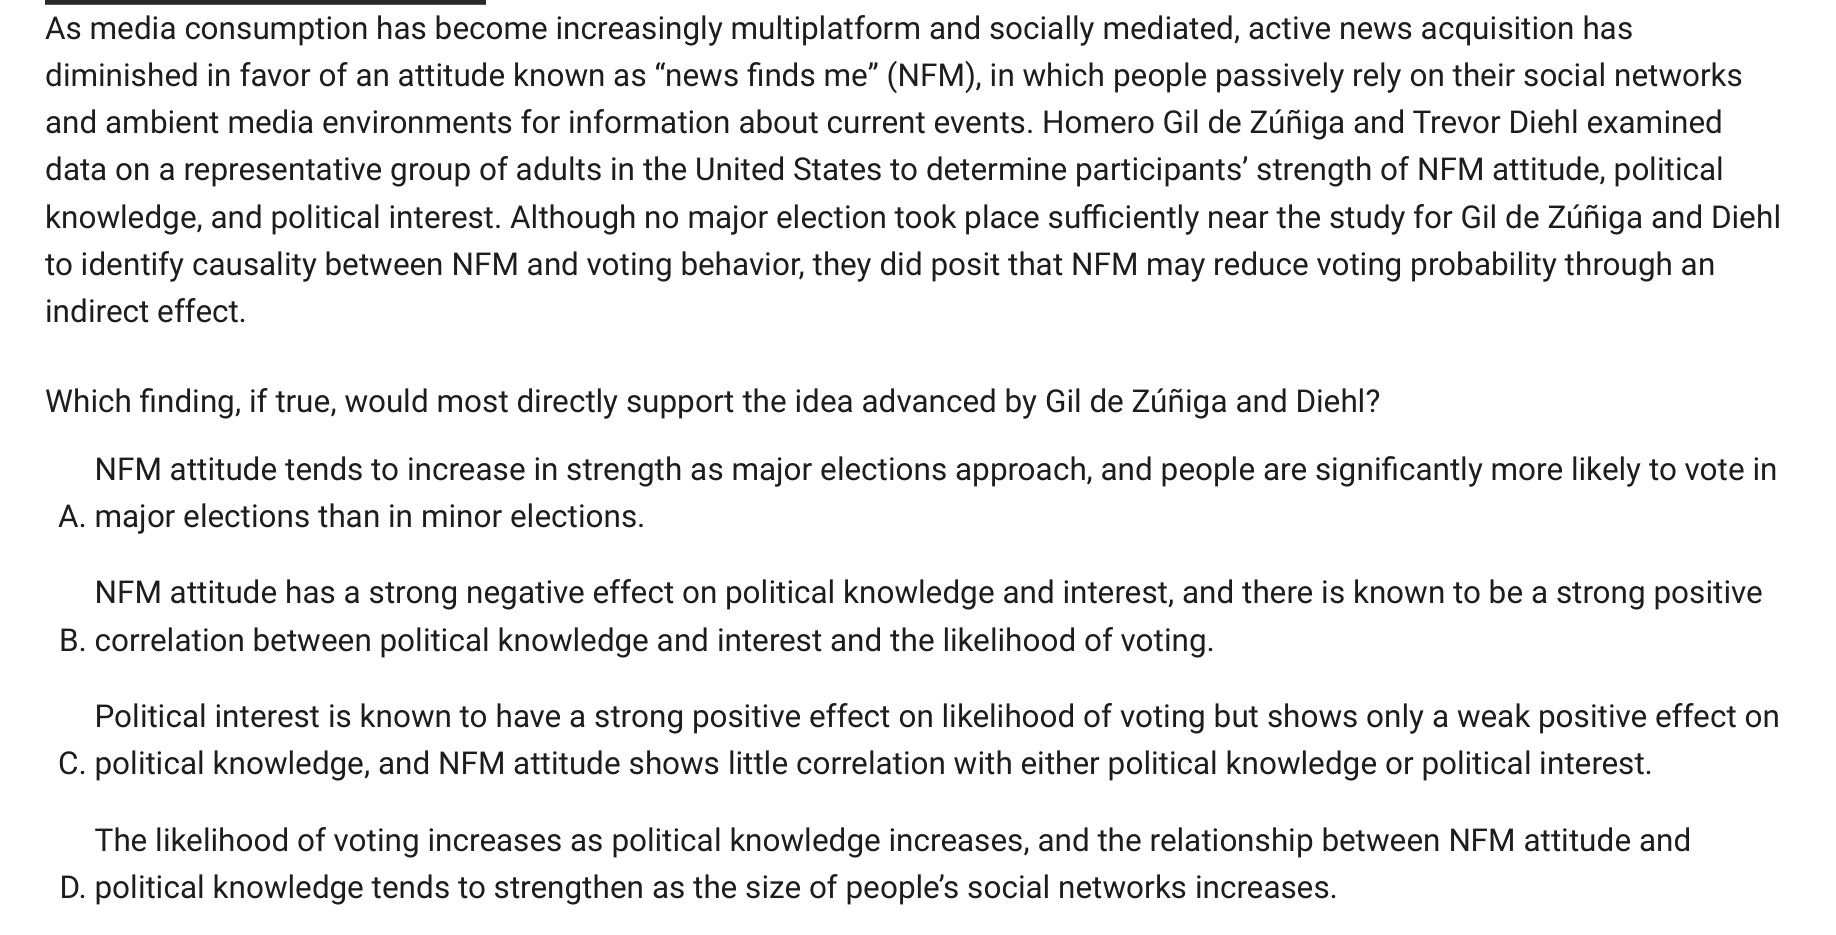 As media consumption has become increasingly multiplatform and socially mediated, active news acquisition has
diminished in favor of an attitude known as “news finds me” (NFM), in which people passively rely on their social networks
and ambient media environments for information about current events. Homero Gil de Zúñiga and Trevor Diehl examined
data on a representative group of adults in the United States to determine participants’ strength of NFM attitude, political
knowledge, and political interest. Although no major election took place sufficiently near the study for Gil de Zúñiga and Diehl
to identify causality between NFM and voting behavior, they did posit that NFM may reduce voting probability through an
indirect effect.
Which finding, if true, would most directly support the idea advanced by Gil de Zúñiga and Diehl?
NFM attitude tends to increase in strength as major elections approach, and people are significantly more likely to vote in
A. major elections than in minor elections.
NFM attitude has a strong negative effect on political knowledge and interest, and there is known to be a strong positive
B. correlation between political knowledge and interest and the likelihood of voting.
Political interest is known to have a strong positive effect on likelihood of voting but shows only a weak positive effect on
C. political knowledge, and NFM attitude shows little correlation with either political knowledge or political interest.
The likelihood of voting increases as political knowledge increases, and the relationship between NFM attitude and
D. political knowledge tends to strengthen as the size of people’s social networks increases.